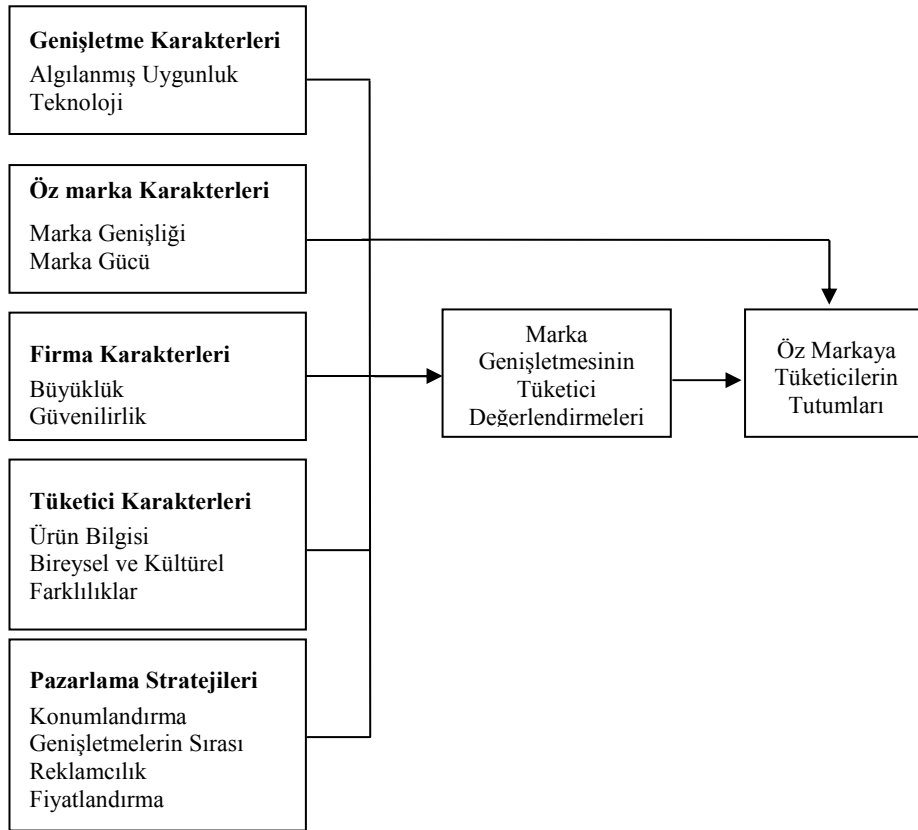 Genişletme Karakterleri
Algılanmış Uygunluk
Teknoloji
Öz marka Karakterleri
Marka Genişliği
Marka Gücü
Firma Karakterleri
Büyüklük
Güvenilirlik
Tüketici Karakterleri
Ürün Bilgisi
Bireysel ve Kültürel
Farklılıklar
Pazarlama Stratejileri
Konumlandırma
Genişletmelerin Sırası
Reklamcılık
Fiyatlandırma
Marka
Genişletmesinin
Tüketici
Değerlendirmeleri
Öz Markaya
Tüketicilerin
Tutumları